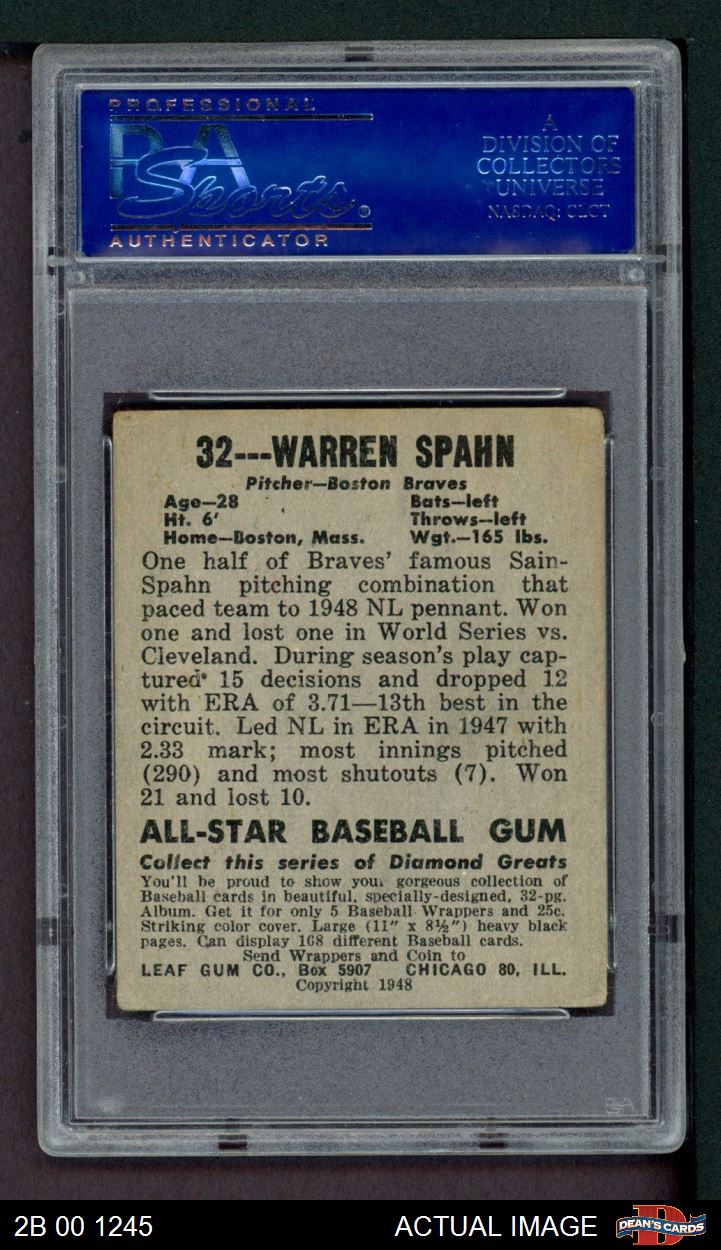 PROFESSIONAL
PSA
Sports®
AUTHENTICATOR
A
DIVISION OF
COLLECTORS
UNIVERSE
NASDAQ: CLCT
32---WARREN SPAHN
Pitcher—Boston Braves
Age—28 Bats—left
Ht. 6' Throws—left
Home—Boston, Mass. Wgt.—165 lbs.
One half of Braves' famous Sain-
Spahn pitching combination that
paced team to 1948 NL pennant. Won
one and lost one in World Series vs.
Cleveland. During season's play cap-
tured 15 decisions and dropped 12
with ERA of 3.71—13th best in the
circuit. Led NL in ERA in 1947 with
2.33 mark; most innings pitched
(290) and most shutouts (7). Won
21 and lost 10.
ALL-STAR BASEBALL GUM
Collect this series of Diamond Greats
You'll be proud to show your gorgeous collection of
Baseball cards in beautiful, specially-designed, 32-pg.
Album. Get it for only 5 Baseball Wrappers and 25c.
Striking color cover. Large (11" x 8½") heavy black
pages. Can display 168 different Baseball cards.
Send Wrappers and Coin to
LEAF GUM CO., Box 5907 CHICAGO 80, ILL.
Copyright 1948
2B 00 1245 ACTUAL IMAGE DEAN'S CARDS